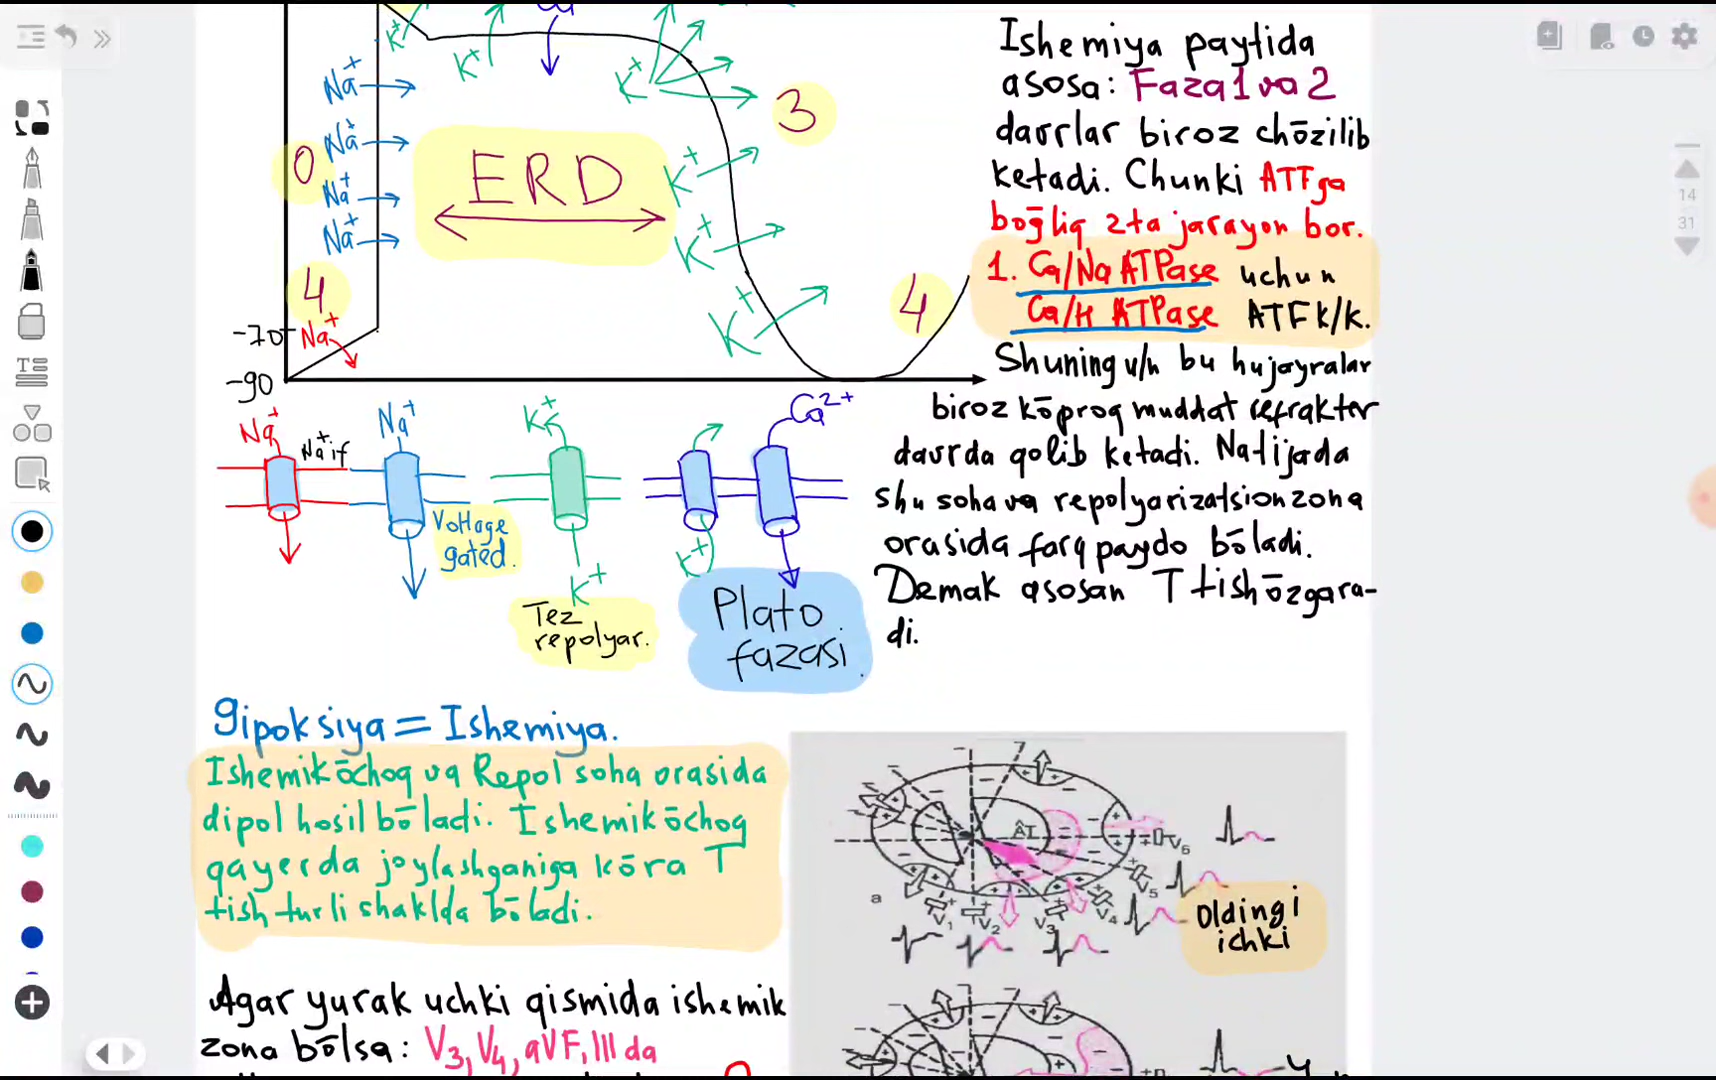 Ishemiya paytida
asosa: Faza 1 va 2
davrlar biroz chōzilib
ketadi. Chunki ATFga
boḡliq 2ta jarayon bor.
1. Ca/Na ATPase uchun
Ca/H ATPase ATF k/k.
Shuning u/n bu hujayralar
biroz kōproq muddat refrakter
davrda qolib ketadi. Natijada
shu soha va repolyarizatsion zona
orasida farq paydo bōladi.
Demak asosan T tish ōzgara-
di.
K+
K+
Na+
K+
3
Na+
0
ERD
K+
Na+
Na+
K+
4
K+
4
-70
Na+
-90
Na+
Na+if
Na+
K+
Ca2+
Voltage
gated.
K+
K+
Tez
repolyar.
Plato
fazasi.
Gipoksiya = Ishemiya.
Ishemik ōchoq va Repol soha orasida
dipol hosil bōladi. Ishemik ōchoq
qayerda joylashganiga kōra T
tish turli shaklda bōladi.
V6
V5
V4
V3
V2
V1
a
Oldingi
ichki
Agar yurak uchki qismida ishemik
zona bōlsa: V3, V4, aVF, III da
14
31